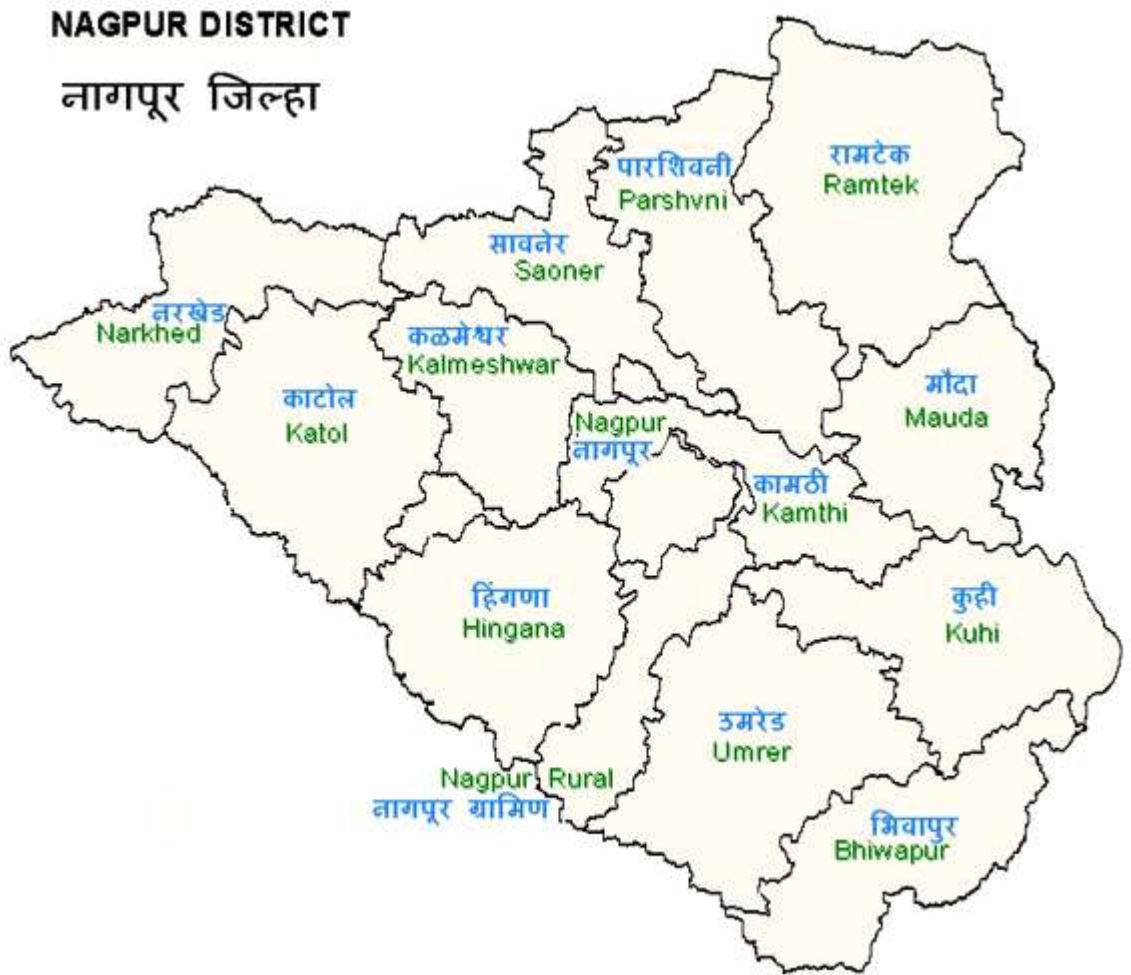 NAGPUR DISTRICT
नागपूर जिल्हा
रामटेक
Ramtek
पारशिवनी
Parshvni
सावनेर
Saoner
नरखेड
Narkhed
कळमेश्वर
Kalmeshwar
काटोल
Katol
मौदा
Mauda
Nagpur
नागपूर
कामठी
Kamthi
हिंगणा
Hingana
कुही
Kuhi
उमरेड
Umrer
Nagpur Rural
नागपूर ग्रामिण
भिवापुर
Bhiwapur